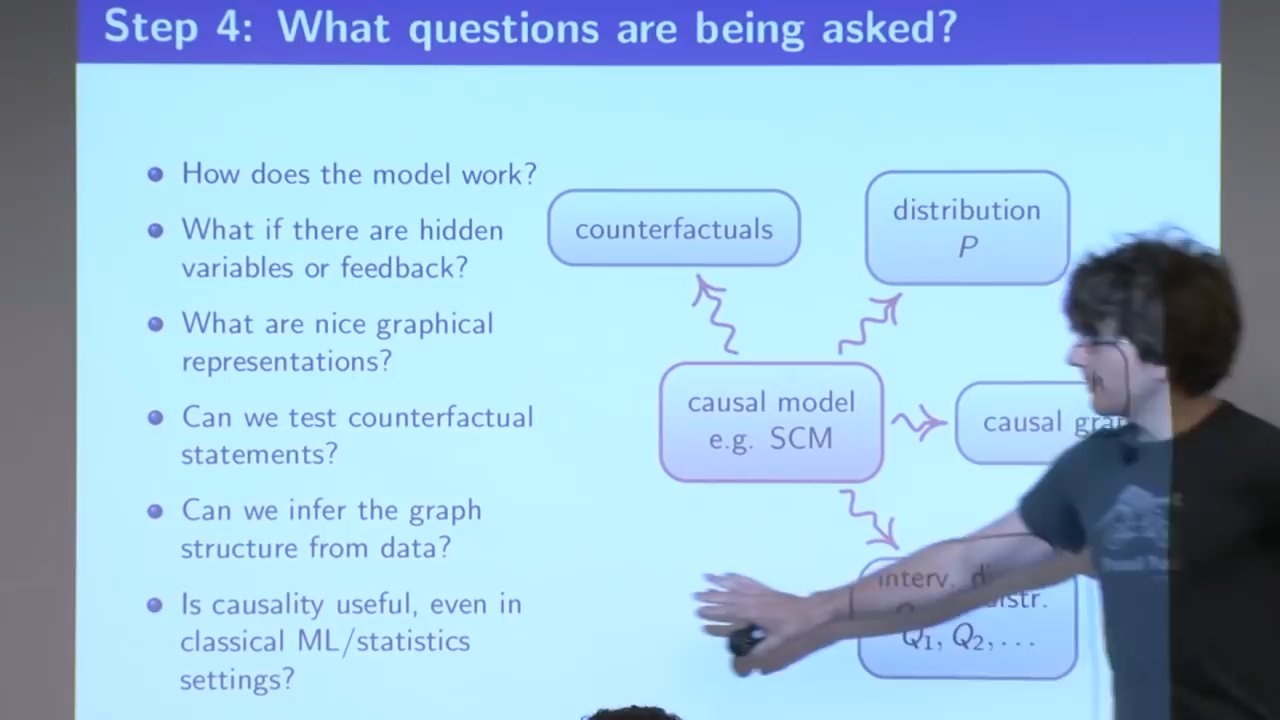 Step 4: What questions are being asked?
How does the model work?
What if there are hidden
variables or feedback?
What are nice graphical
representations?
Can we test counterfactual
statements?
Can we infer the graph
structure from data?
Is causality useful, even in
classical ML/statistics
settings?
counterfactuals
distribution
P
causal model
e.g. SCM
causal
interv.
Q₁, Q₂, . . .